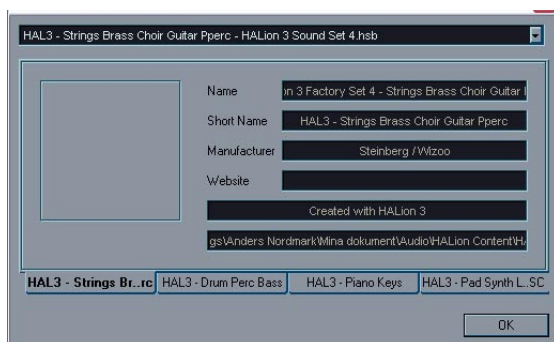 HAL3 - Strings Brass Choir Guitar Pperc - HALion 3 Sound Set 4.hsb
Name
on 3 Factory Set 4 - Strings Brass Choir Guitar
Short Name
HAL3 - Strings Brass Choir Guitar Pperc
Manufacturer
Steinberg / Wizoo
Website
Created with HALion 3
gs\Anders Nordmark\Mina dokument\Audio\HALion Content\H
HAL3 - Strings Br..rc
HAL3 - Drum Perc Bass
HAL3 - Piano Keys
HAL3 - Pad Synth L..SC
OK